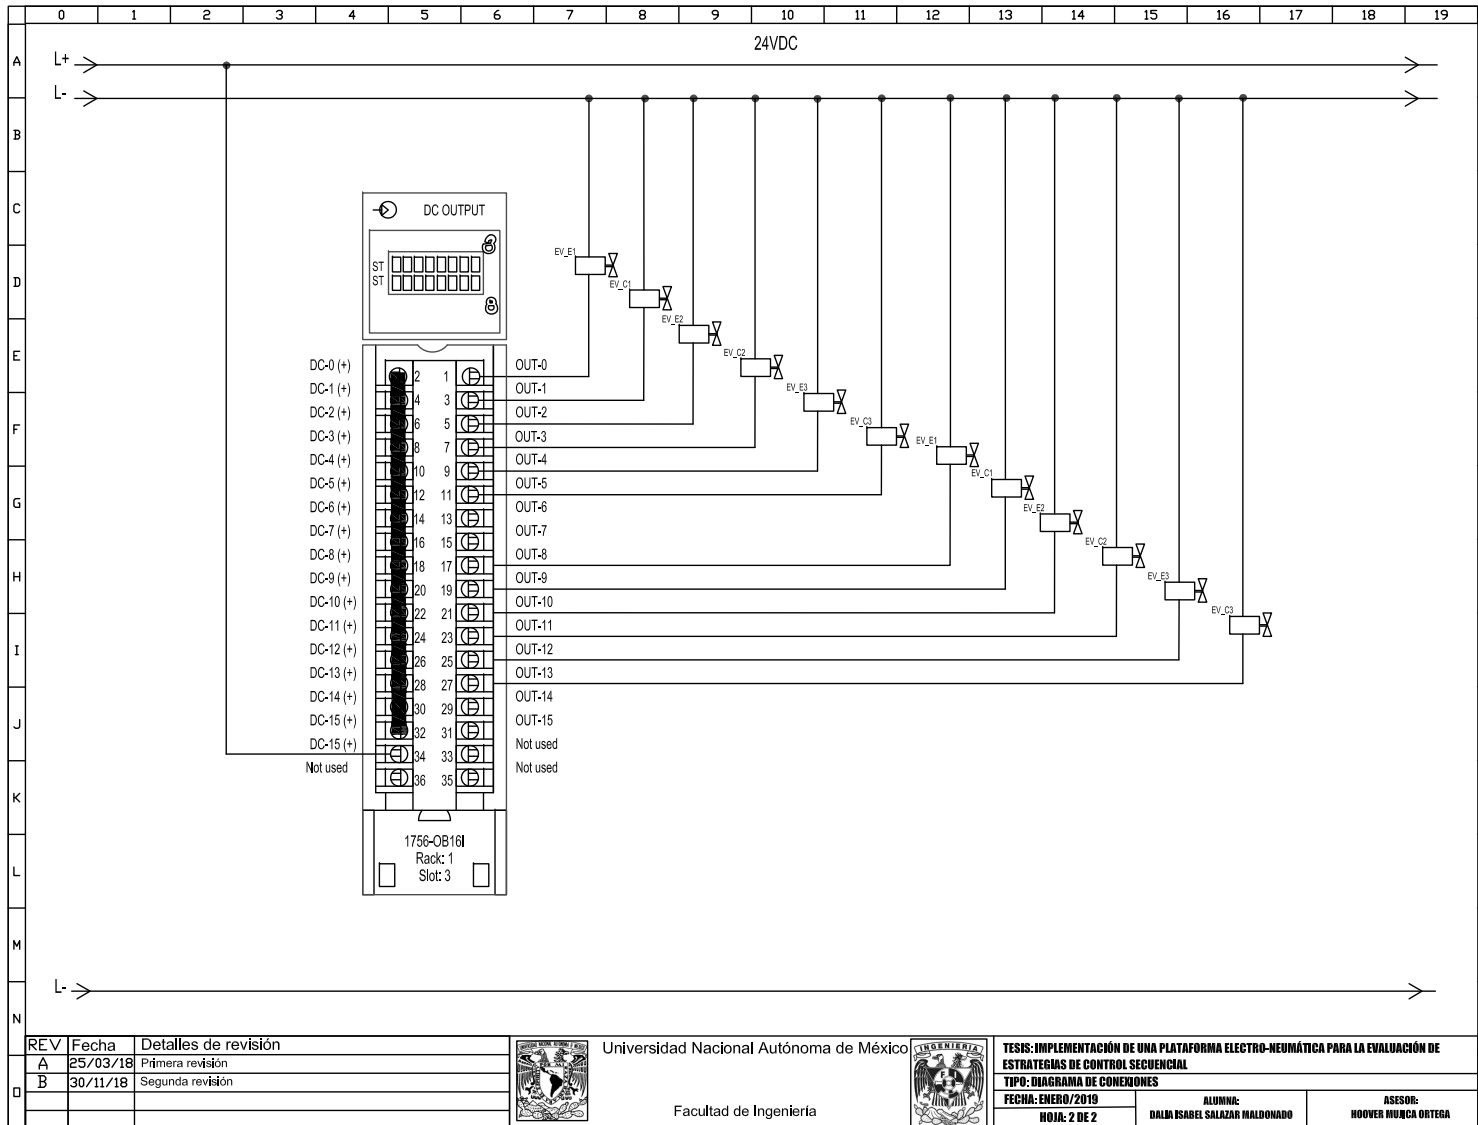 0 1 2 3 4 5 6 7 8 9 10 11 12 13 14 15 16 17 18 19
24VDC
A
L+
L-
B
C
DC OUTPUT
D
ST
ST
EV_E1
EV_C1
EV_E2
EV_C2
EV_E3
EV_C3
EV_E1
EV_C1
EV_E2
EV_C2
EV_E3
EV_C3
E
DC-0 (+) 2 1 OUT-0
DC-1 (+) 4 3 OUT-1
DC-2 (+) 6 5 OUT-2
F
DC-3 (+) 8 7 OUT-3
DC-4 (+) 10 9 OUT-4
DC-5 (+) 12 11 OUT-5
G
DC-6 (+) 14 13 OUT-6
DC-7 (+) 16 15 OUT-7
DC-8 (+) 18 17 OUT-8
H
DC-9 (+) 20 19 OUT-9
DC-10 (+) 22 21 OUT-10
DC-11 (+) 24 23 OUT-11
I
DC-12 (+) 26 25 OUT-12
DC-13 (+) 28 27 OUT-13
DC-14 (+) 30 29 OUT-14
J
DC-15 (+) 32 31 OUT-15
DC-15 (+) 34 33 Not used
Not used 36 35 Not used
K
1756-OB16I
Rack: 1
Slot: 3
L
M
L-
N
O
REV Fecha Detalles de revisión
A 25/03/18 Primera revisión
B 30/11/18 Segunda revisión
Universidad Nacional Autónoma de México
Facultad de Ingeniería
INGENIERIA
TESIS: IMPLEMENTACIÓN DE UNA PLATAFORMA ELECTRO-NEUMÁTICA PARA LA EVALUACIÓN DE
ESTRATEGIAS DE CONTROL SECUENCIAL
TIPO: DIAGRAMA DE CONEXIONES
FECHA: ENERO/2019
HOJA: 2 DE 2
ALUMNA:
DALIA ISABEL SALAZAR MALDONADO
ASESOR:
HOOVER MUJICA ORTEGA